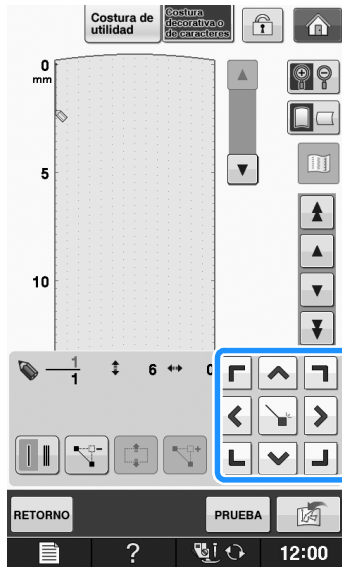 Costura de
utilidad
Costura
decorativa o
de caracteres
0
mm
5
10
1
1
6
0
RETORNO
PRUEBA
?
12:00